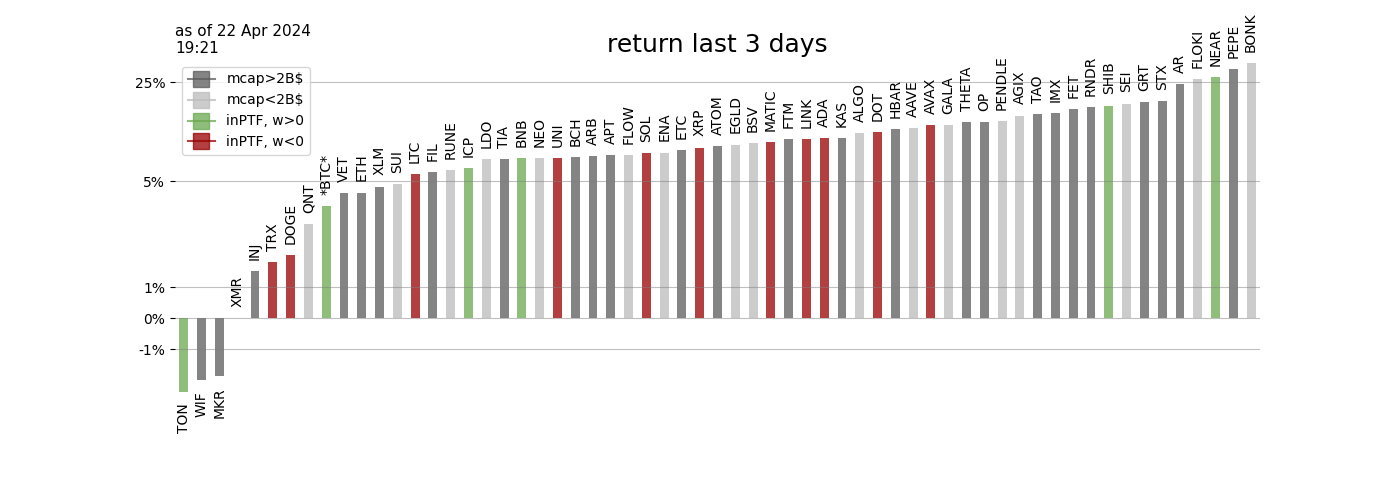 as of 22 Apr 2024
19:21
return last 3 days
mcap>2B$
mcap<2B$
inPTF, w>0
inPTF, w<0
25%
5%
1%
0%
-1%
TON
WIF
MKR
XMR
INJ
TRX
DOGE
QNT
*BTC*
VET
ETH
XLM
SUI
LTC
FIL
RUNE
ICP
LDO
TIA
BNB
NEO
UNI
BCH
ARB
APT
FLOW
SOL
ENA
ETC
XRP
ATOM
EGLD
BSV
MATIC
FTM
LINK
ADA
KAS
ALGO
DOT
HBAR
AAVE
AVAX
GALA
THETA
OP
PENDLE
AGIX
TAO
IMX
FET
RNDR
SHIB
SEI
GRT
STX
AR
FLOKI
NEAR
PEPE
BONK